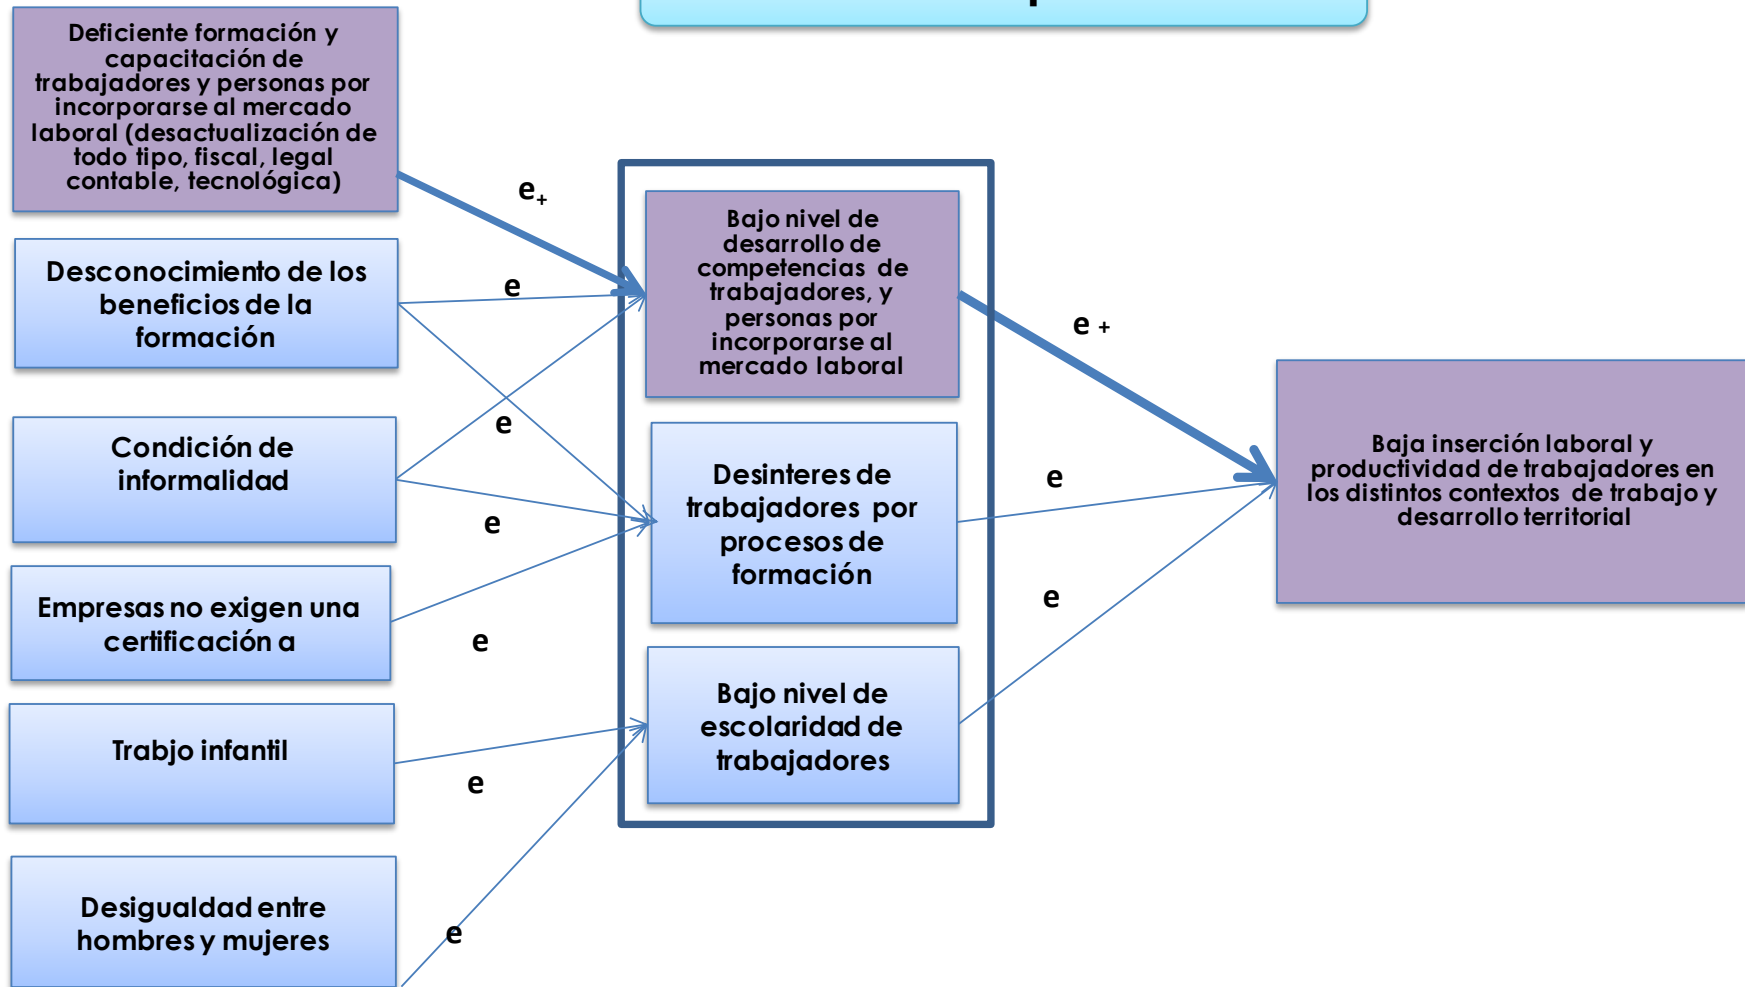 Deficiente formación y
capacitación de
trabajadores y personas por
incorporarse al mercado
laboral (desactualización de
todo tipo, fiscal, legal
contable, tecnológica)
Desconocimiento de los
beneficios de la
formación
Condición de
informalidad
Empresas no exigen una
certificación a
Trabjo infantil
Desigualdad entre
hombres y mujeres
e+
e
e
e
e
e
e
Bajo nivel de
desarrollo de
competencias de
trabajadores, y
personas por
incorporarse al
mercado laboral
Desinteres de
trabajadores por
procesos de
formación
Bajo nivel de
escolaridad de
trabajadores
e +
e
e
Baja inserción laboral y
productividad de trabajadores en
los distintos contextos de trabajo y
desarrollo territorial